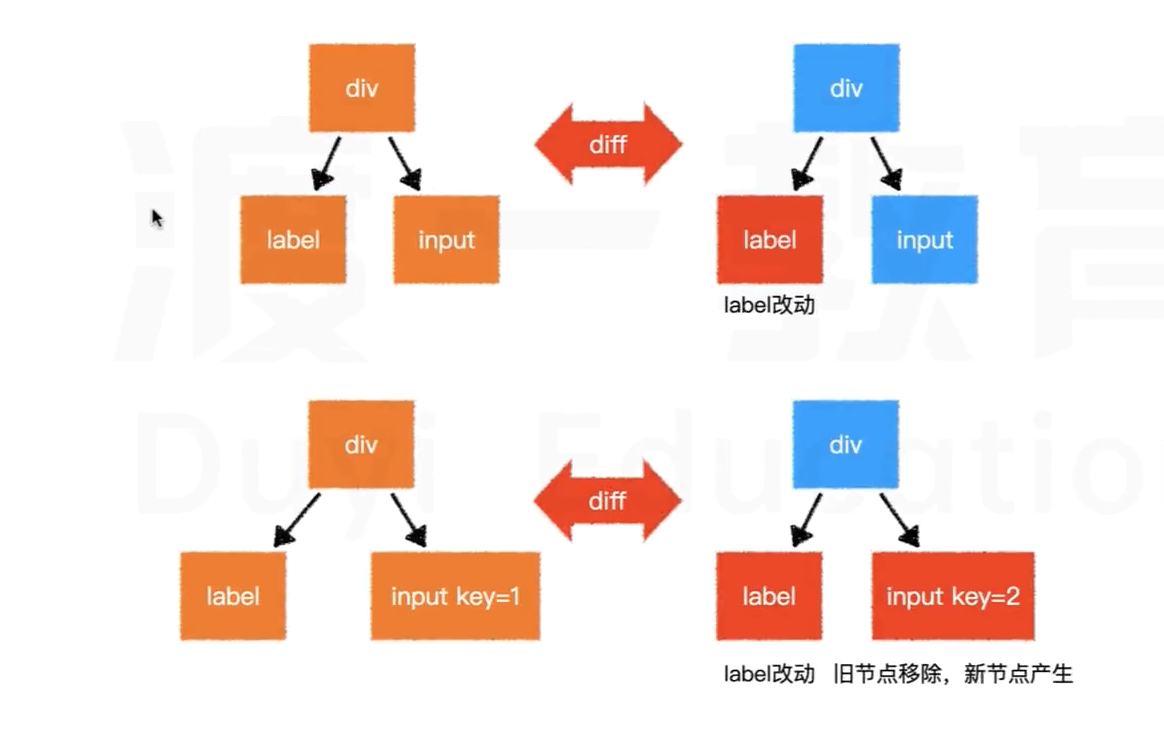 div
diff
div
label
input
label
input
label改动
渡一教育
Duyi Educatio
div
diff
div
label
input key=1
label
input key=2
label改动 旧节点移除，新节点产生